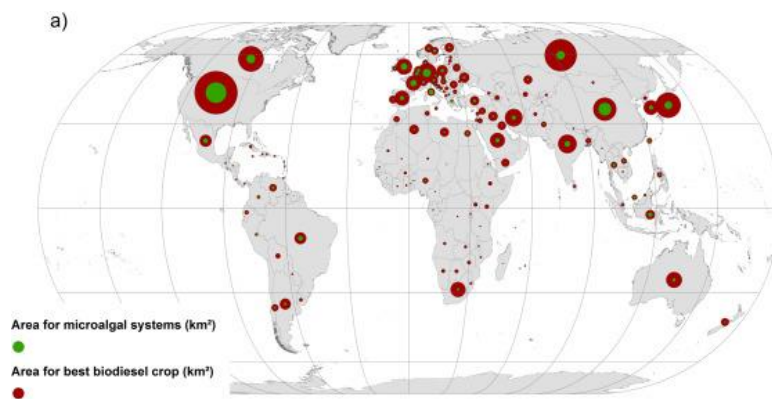 a)
Area for microalgal systems (km²)
Area for best biodiesel crop (km²)